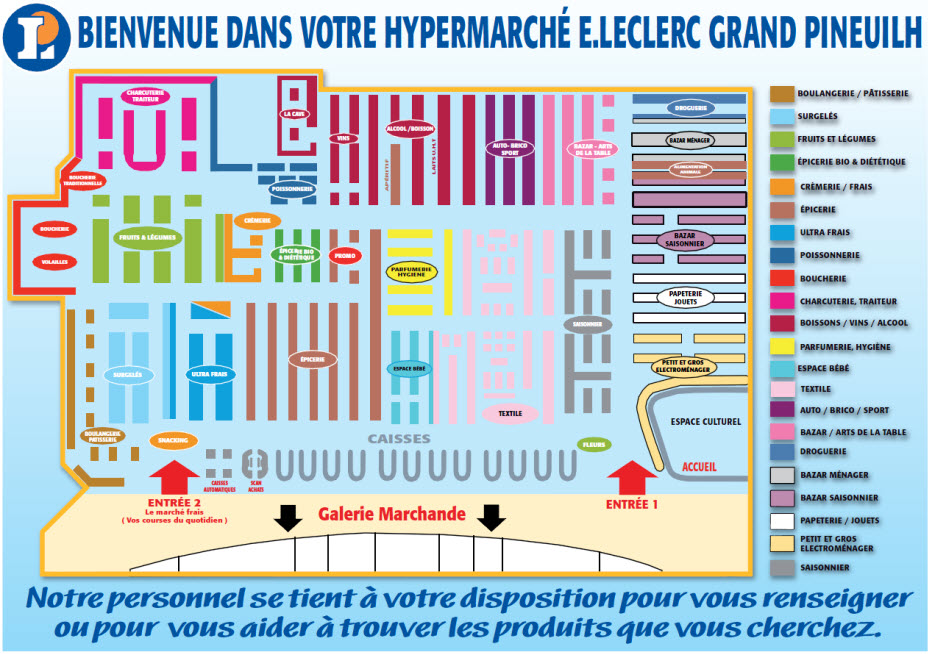 L
BIENVENUE DANS VOTRE HYPERMARCHÉ E.LECLERC GRAND PINEUILH
CHARCUTERIE
TRAITEUR
LA CAVE
VINS
ALCOOL /BOISSON
APÉRITIF
LAITS U.H.T
AUTO- BRICO
SPORT
BAZAR - ARTS
DE LA TABLE
DROGUERIE
BAZAR MÉNAGER
ALIMENTATION
ANIMALE
BOUCHERIE
TRADITIONNELLE
POISSONNERIE
BOUCHERIE
VOLAILLES
FRUITS & LÉGUMES
CRÈMERIE
ÉPICERIE BIO
& DIÉTÉTIQUE
PROMO
PARFUMERIE
HYGIÈNE
SAISONNIER
BAZAR
SAISONNIER
PAPETERIE
JOUETS
PETIT ET GROS
ELECTROMÉNAGER
SURGELÉS
ULTRA FRAIS
ÉPICERIE
ESPACE BÉBÉ
TEXTILE
ESPACE CULTUREL
BOULANGERIE
PATISSERIE
SNACKING
CAISSES
FLEURS
ACCUEIL
CAISSES
AUTOMATIQUES
SCAN
ACHATS
ENTRÉE 2
Le marché frais
( Vos courses du quotidien )
Galerie Marchande
ENTRÉE 1
BOULANGERIE / PÂTISSERIE
SURGELÉS
FRUITS ET LÉGUMES
ÉPICERIE BIO & DIÉTÉTIQUE
CRÈMERIE / FRAIS
ÉPICERIE
ULTRA FRAIS
POISSONNERIE
BOUCHERIE
CHARCUTERIE, TRAITEUR
BOISSONS / VINS / ALCOOL
PARFUMERIE, HYGIÈNE
ESPACE BÉBÉ
TEXTILE
AUTO / BRICO / SPORT
BAZAR / ARTS DE LA TABLE
DROGUERIE
BAZAR MÉNAGER
BAZAR SAISONNIER
PAPETERIE / JOUETS
PETIT ET GROS
ELECTROMÉNAGER
SAISONNIER
Notre personnel se tient à votre disposition pour vous renseigner
ou pour vous aider à trouver les produits que vous cherchez.